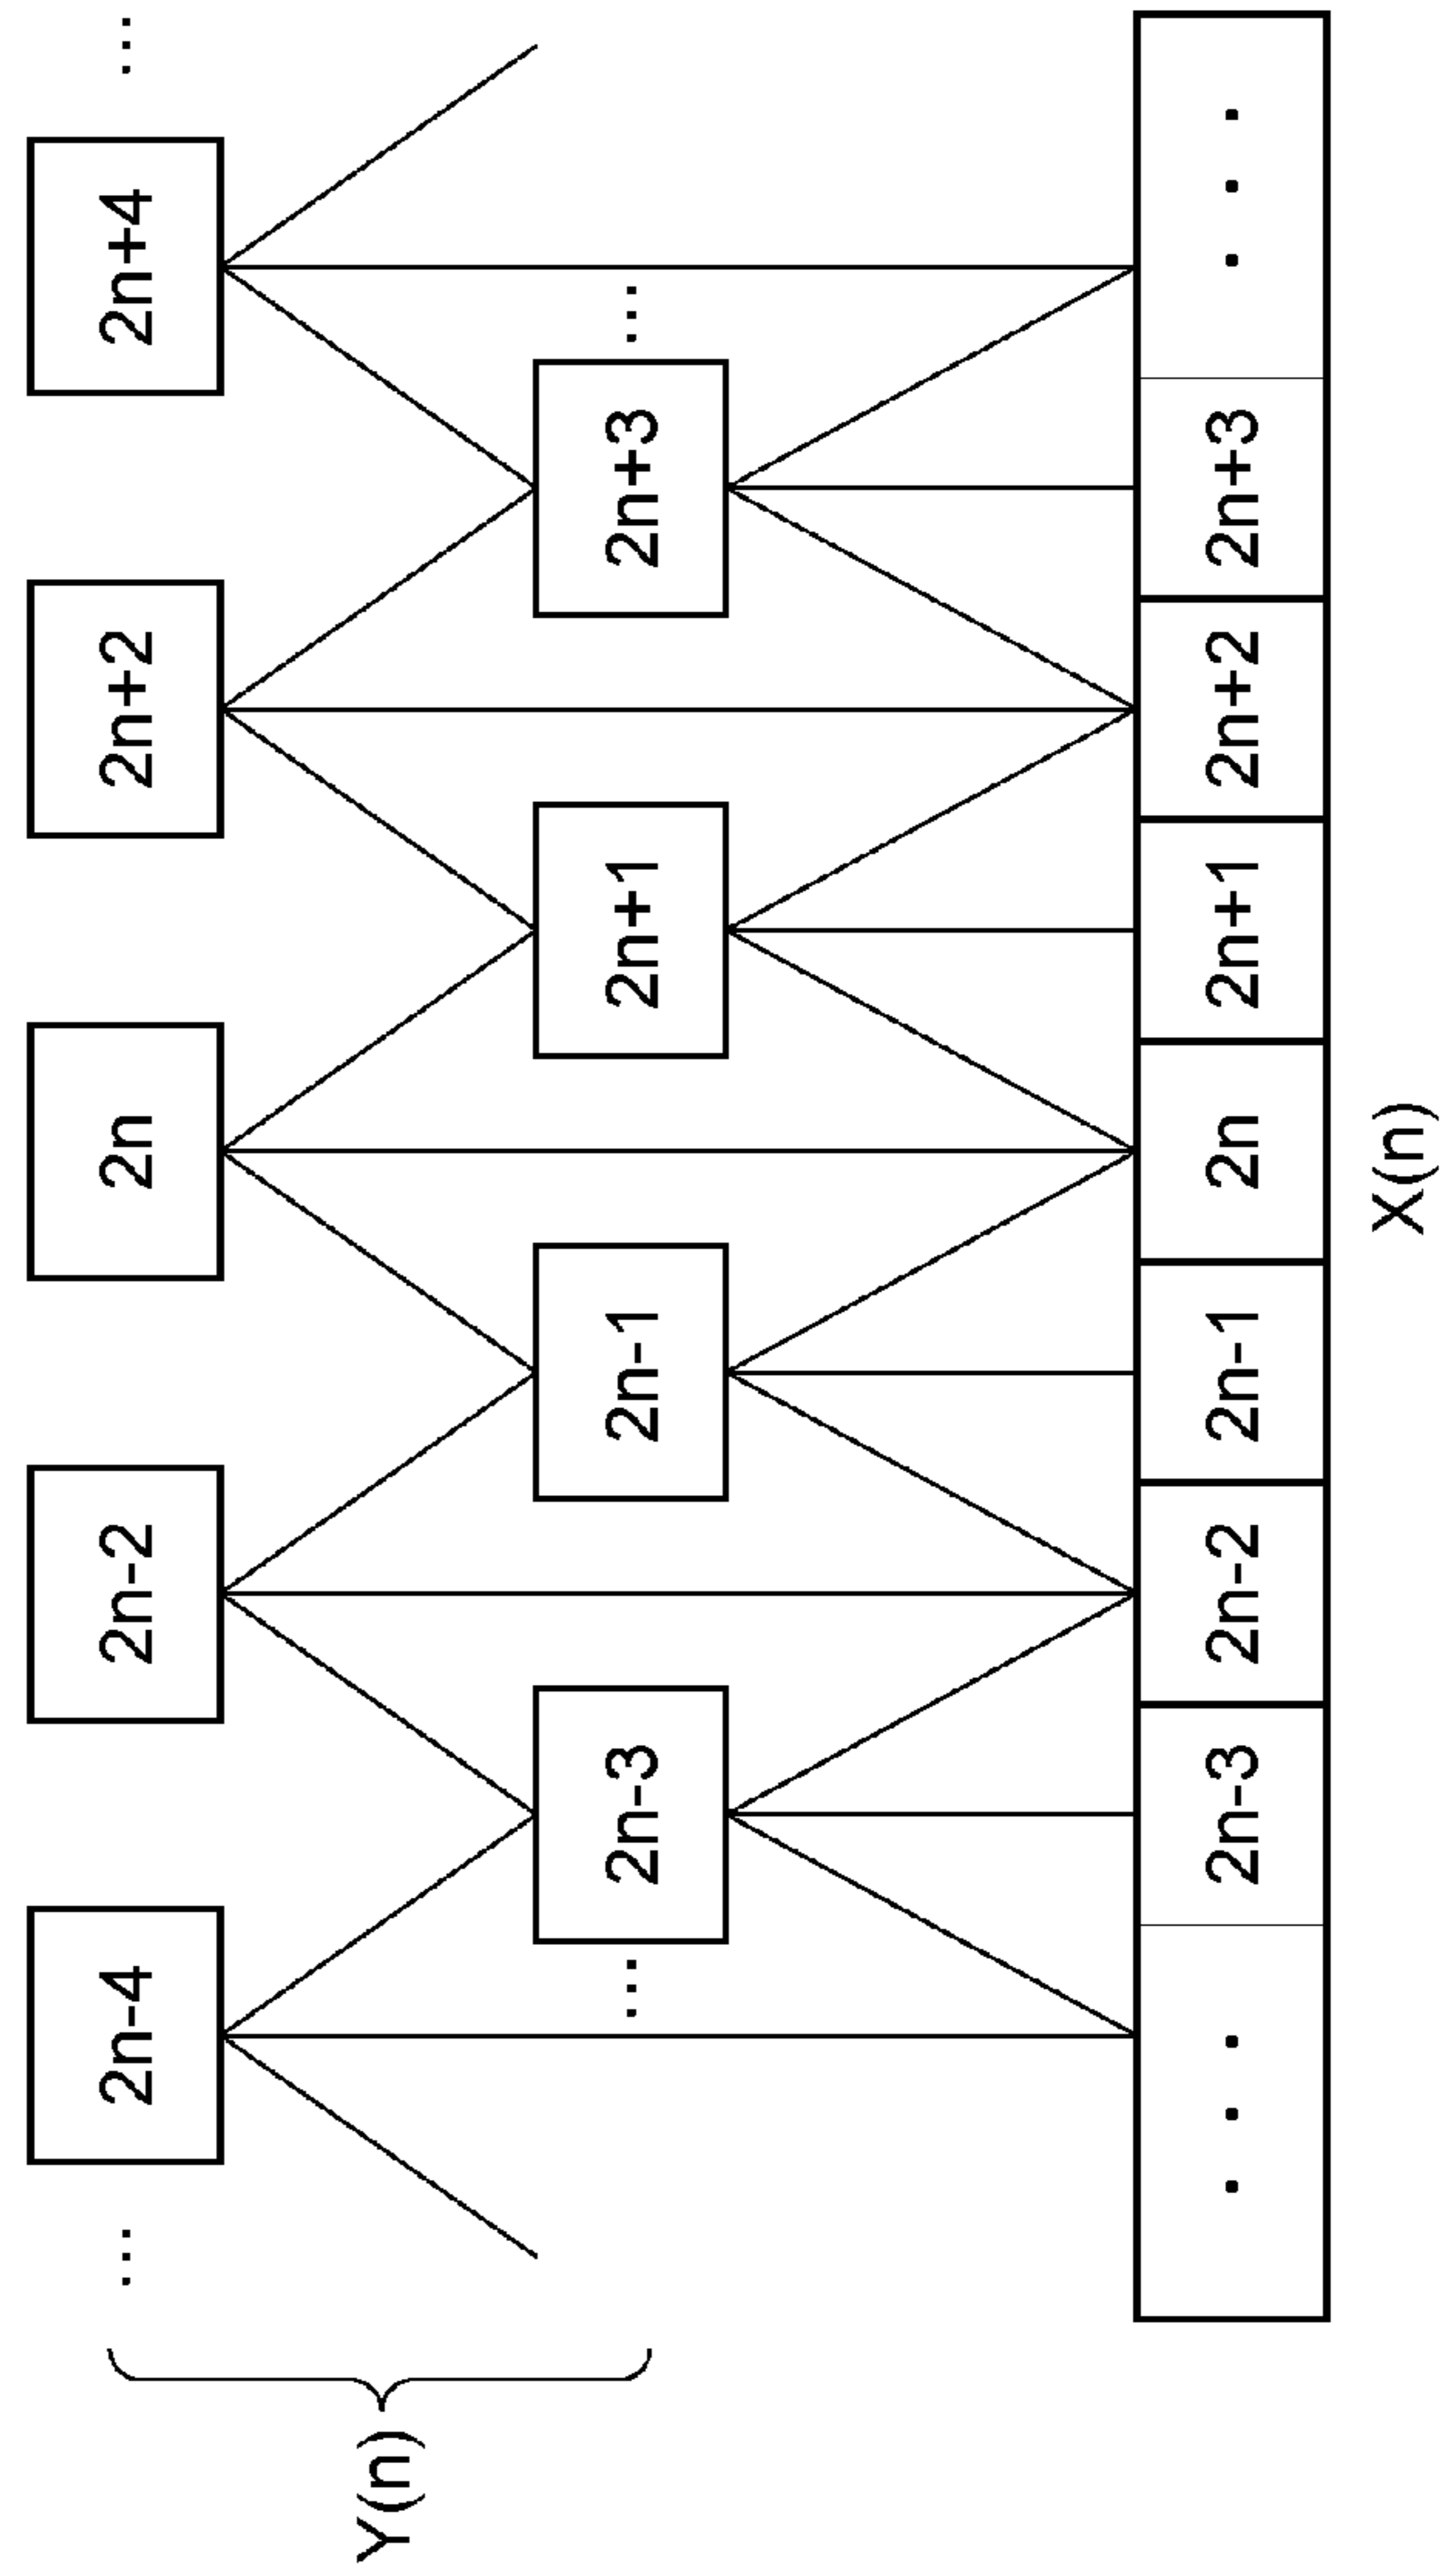 ... 2n-4 2n-2 2n 2n+2 2n+4 ...
Y(n)
... 2n-3 2n-1 2n+1 2n+3 ...
... 2n-3 2n-2 2n-1 2n 2n+1 2n+2 2n+3 ...
X(n)